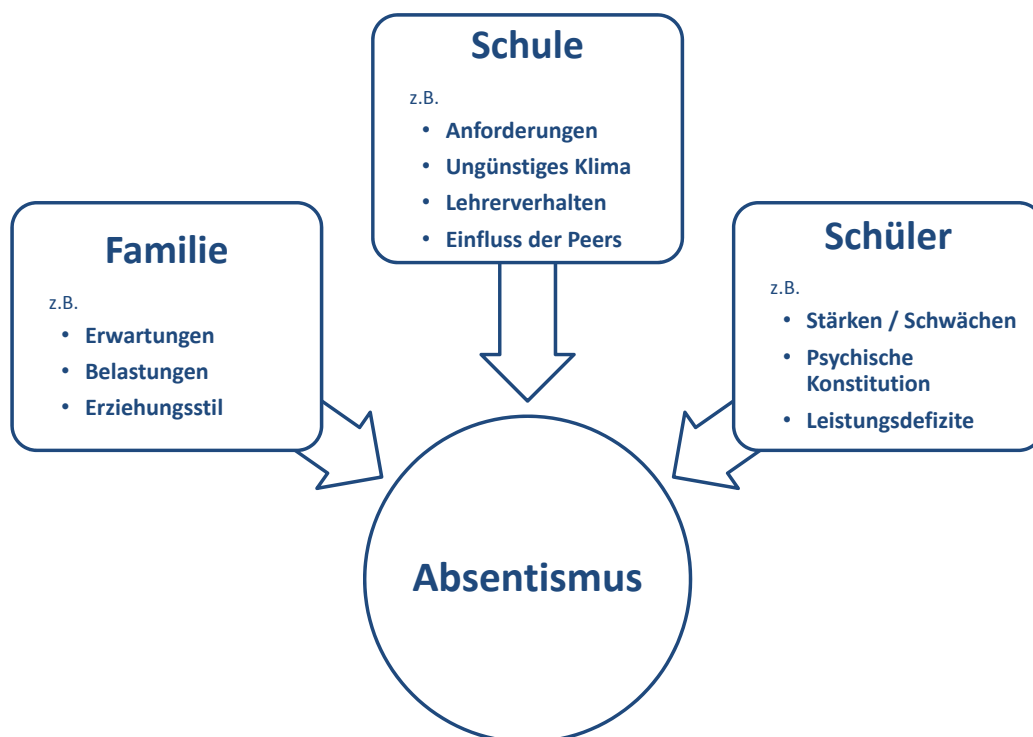 Schule
z.B.
• Anforderungen
• Ungünstiges Klima
• Lehrerverhalten
• Einfluss der Peers
Familie
z.B.
• Erwartungen
• Belastungen
• Erziehungsstil
Schüler
z.B.
• Stärken / Schwächen
• Psychische
Konstitution
• Leistungsdefizite
Absentismus